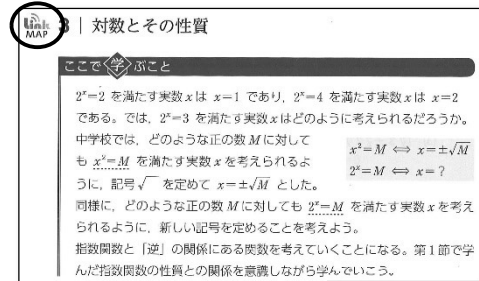 Link
MAP
3 | 対数とその性質
ここで学ぶこと
2ˣ=2 を満たす実数 x は x=1 であり，2ˣ=4 を満たす実数 x は x=2
である。では，2ˣ=3 を満たす実数 x はどのように考えられるだろうか。
中学校では，どのような正の数 M に対して
も x²=M を満たす実数 x を考えられるよ
うに，記号√ を定めて x=±√M とした。
x²=M ⟺ x=±√M
2ˣ=M ⟺ x=?
同様に，どのような正の数 M に対しても 2ˣ=M を満たす実数 x を考え
られるように，新しい記号を定めることを考えよう。
指数関数と「逆」の関係にある関数を考えていくことになる。第1節で学
んだ指数関数の性質との関係を意識しながら学んでいこう。